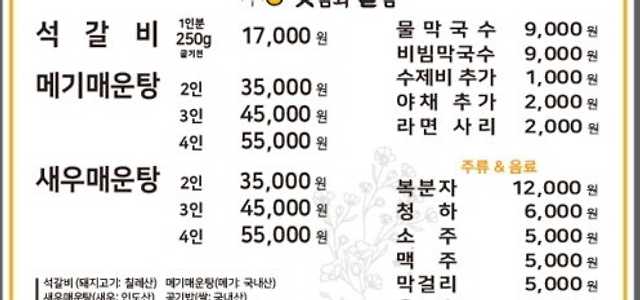 석갈비 1인분 250g 굽기전 17,000원
메기매운탕 2인 35,000원
3인 45,000원
4인 55,000원
새우매운탕 2인 35,000원
3인 45,000원
4인 55,000원
석갈비(돼지고기: 칠레산) 메기매운탕(메기: 국내산)
새우매운탕(새우: 인도산) 공기밥(쌀: 국내산)
물막국수 9,000원
비빔막국수 9,000원
수제비 추가 1,000원
야채 추가 2,000원
라면 사리 2,000원
주류 & 음료
복분자 12,000원
청하 6,000원
소주 5,000원
맥주 5,000원
막걸리 5,000원